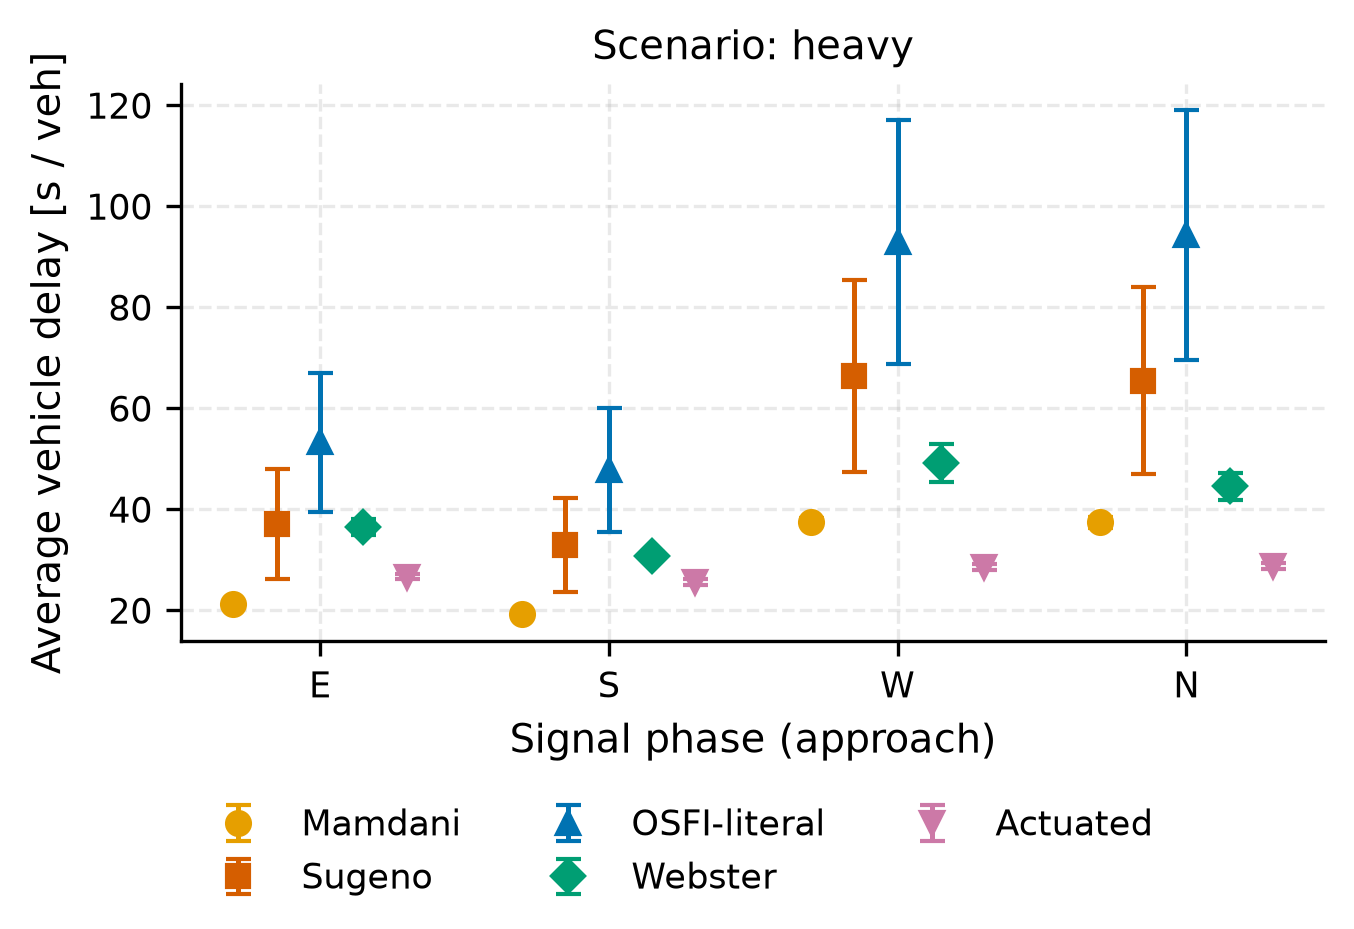 Scenario: heavy
Average vehicle delay [s / veh]
120
100
80
60
40
20
E S W N
Signal phase (approach)
Mamdani OSFI-literal Actuated
Sugeno Webster